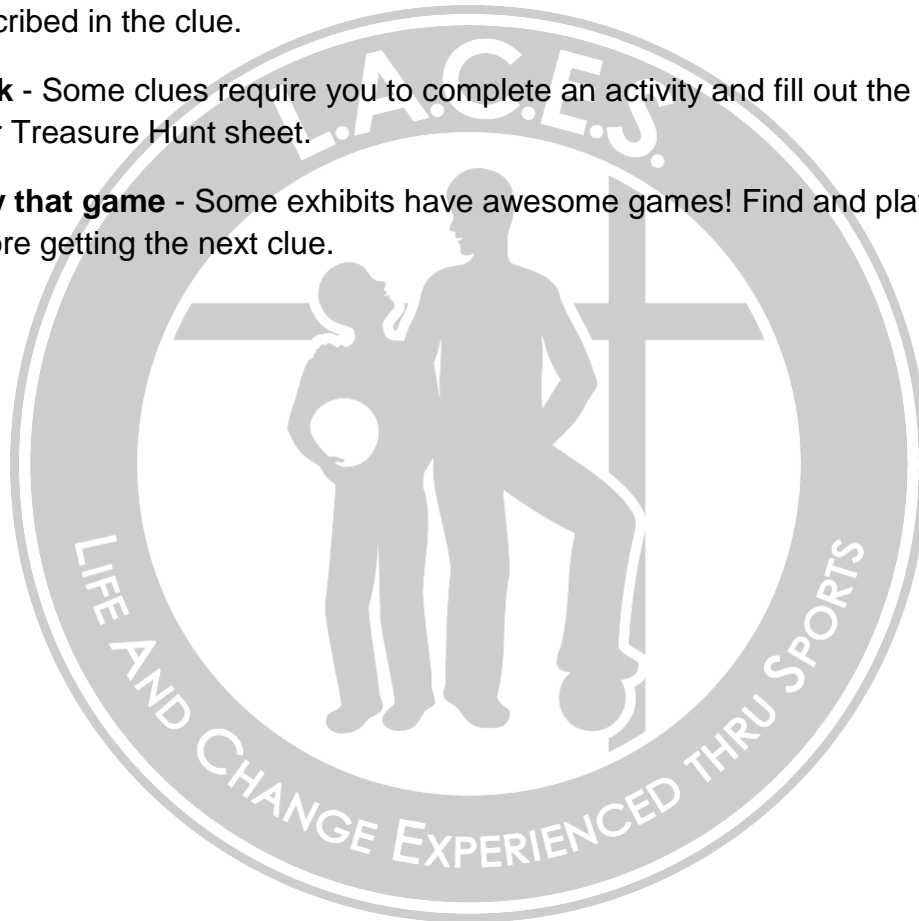 cribed in the clue.
k - Some clues require you to complete an activity and fill out the
r Treasure Hunt sheet.
y that game - Some exhibits have awesome games! Find and play
ore getting the next clue.
L.A.C.E.S.
LIFE AND CHANGE EXPERIENCED THRU SPORTS